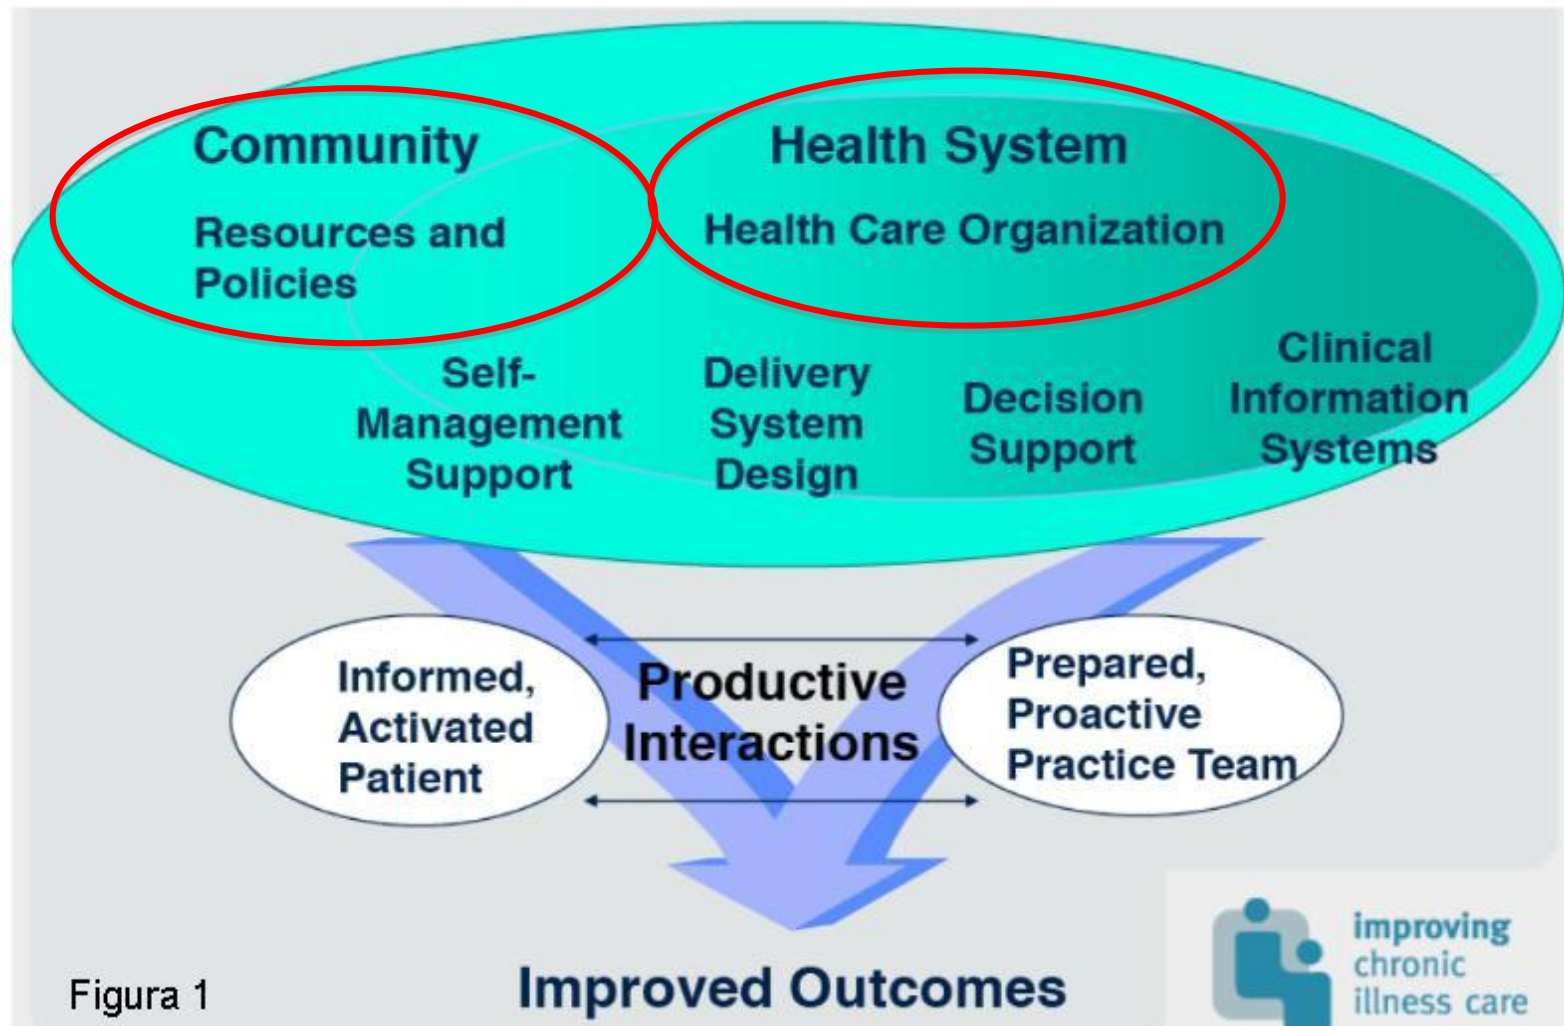 Community
Resources and
Policies
Health System
Health Care Organization
Self-
Management
Support
Delivery
System
Design
Decision
Support
Clinical
Information
Systems
Informed,
Activated
Patient
Productive
Interactions
Prepared,
Proactive
Practice Team
Improved Outcomes
Figura 1
improving
chronic
illness care